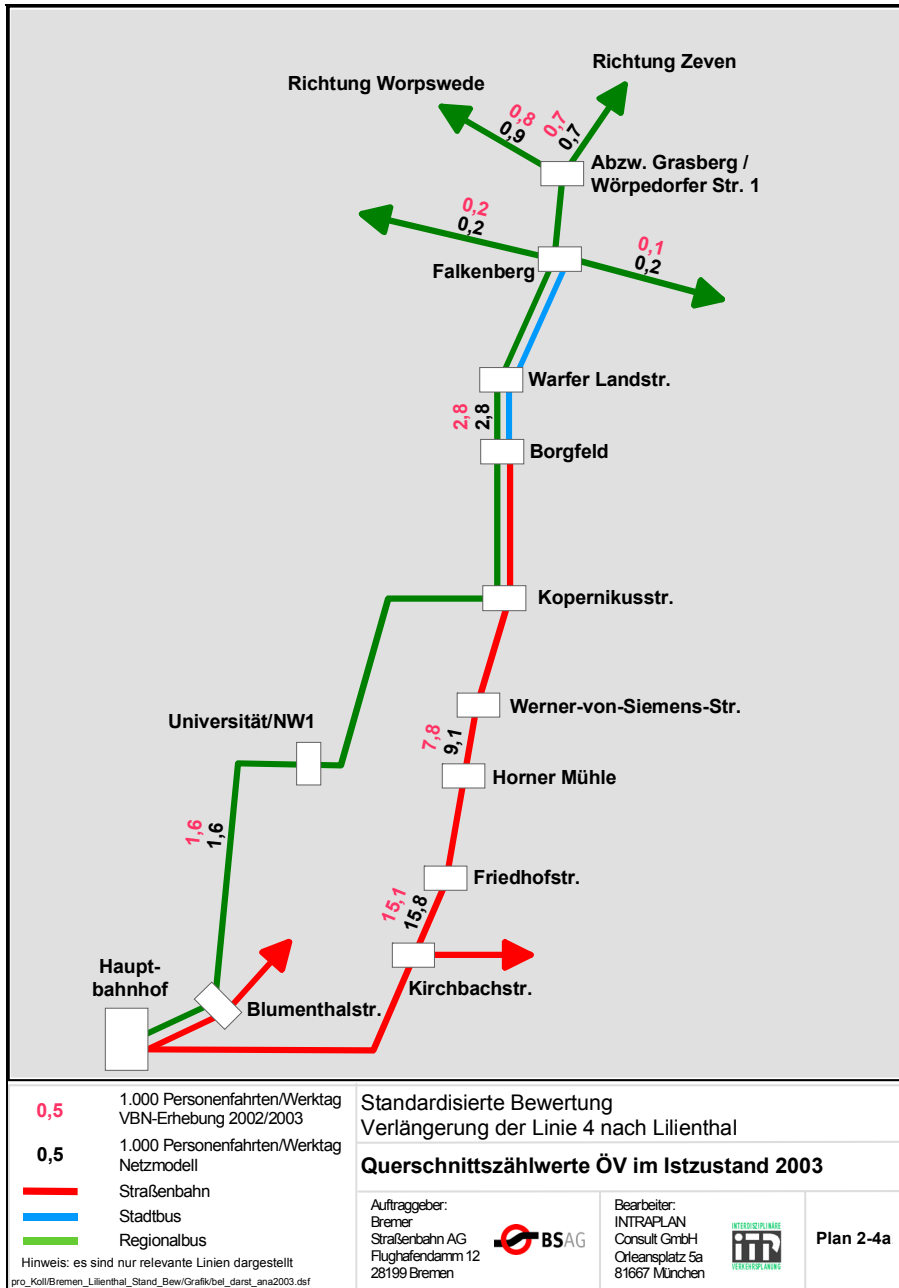 Richtung Zeven
Richtung Worpswede
0,8
0,9
0,7
0,7
Abzw. Grasberg /
Wörpedorfer Str. 1
0,2
0,2
0,1
0,2
Falkenberg
Warfer Landstr.
2,8
2,8
Borgfeld
Kopernikusstr.
Werner-von-Siemens-Str.
Universität/NW1
7,8
9,1
Horner Mühle
1,6
1,6
Friedhofstr.
15,1
15,8
Haupt-
bahnhof
Kirchbachstr.
Blumenthalstr.
0,5
1.000 Personenfahrten/Werktag
VBN-Erhebung 2002/2003
0,5
1.000 Personenfahrten/Werktag
Netzmodell
Straßenbahn
Stadtbus
Regionalbus
Hinweis: es sind nur relevante Linien dargestellt
pro_Koll/Bremen_Lilienthal_Stand_Bew/Grafik/bel_darst_ana2003.dsf
Standardisierte Bewertung
Verlängerung der Linie 4 nach Lilienthal
Querschnittszählwerte ÖV im Istzustand 2003
Auftraggeber:
Bremer
Straßenbahn AG
Flughafendamm 12
28199 Bremen
BSAG
Bearbeiter:
INTRAPLAN
Consult GmbH
Orleansplatz 5a
81667 München
INTERDISZIPLINÄRE
iTP
VERKEHRSPLANUNG
Plan 2-4a